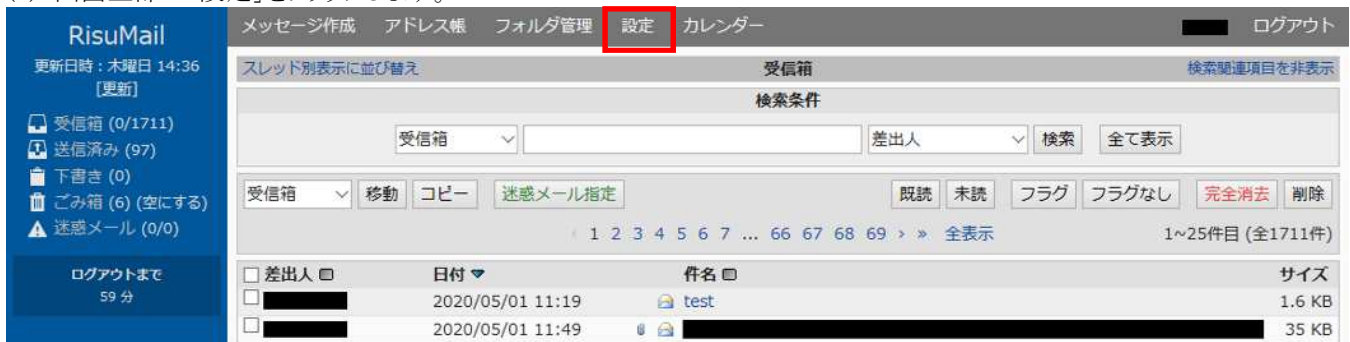 RisuMail
更新日時 : 木曜日 14:36
[更新]
受信箱 (0/1711)
送信済み (97)
下書き (0)
ごみ箱 (6) (空にする)
迷惑メール (0/0)
ログアウトまで
59 分
メッセージ作成 アドレス帳 フォルダ管理 設定 カレンダー ログアウト
スレッド別表示に並び替え 受信箱 検索関連項目を非表示
検索条件
受信箱 差出人 検索 全て表示
受信箱 移動 コピー 迷惑メール指定 既読 未読 フラグ フラグなし 完全消去 削除
1 2 3 4 5 6 7 ... 66 67 68 69 › » 全表示 1~25件目 (全1711件)
差出人 日付 件名 サイズ
2020/05/01 11:19 test 1.6 KB
2020/05/01 11:49 35 KB